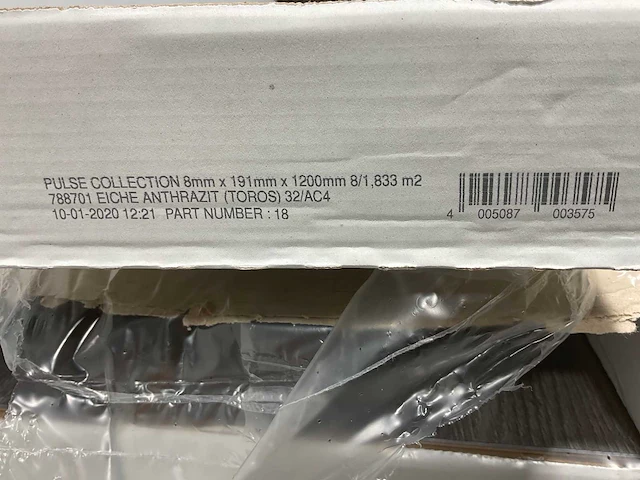 PULSE COLLECTION 8mm x 191mm x 1200mm 8/1,833 m2
788701 EICHE ANTHRAZIT (TOROS) 32/AC4
10-01-2020 12:21 PART NUMBER : 18
4 005087 003575